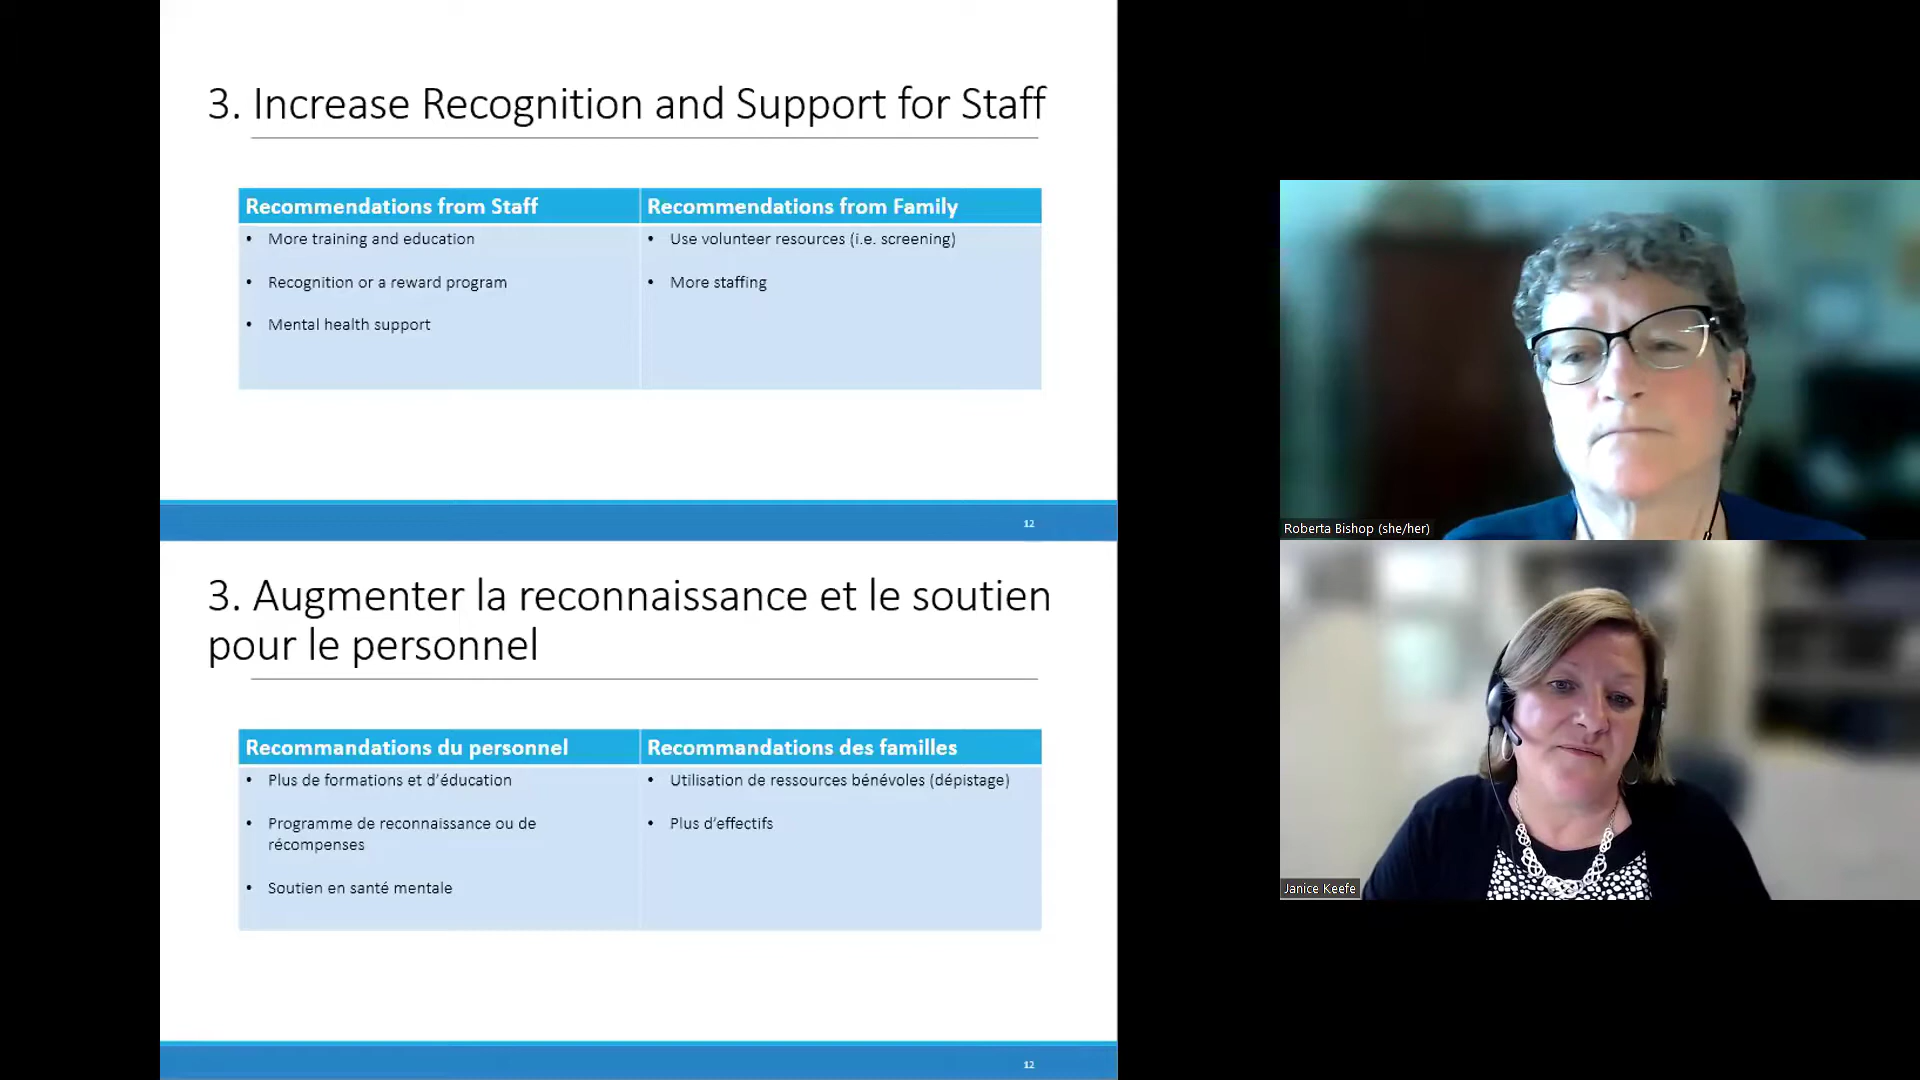 3. Increase Recognition and Support for Staff
Recommendations from Staff
• More training and education
• Recognition or a reward program
• Mental health support
Recommendations from Family
• Use volunteer resources (i.e. screening)
• More staffing
12
3. Augmenter la reconnaissance et le soutien
pour le personnel
Recommandations du personnel
• Plus de formations et d’éducation
• Programme de reconnaissance ou de
récompenses
• Soutien en santé mentale
Recommandations des familles
• Utilisation de ressources bénévoles (dépistage)
• Plus d’effectifs
12
Roberta Bishop (she/her)
Janice Keefe